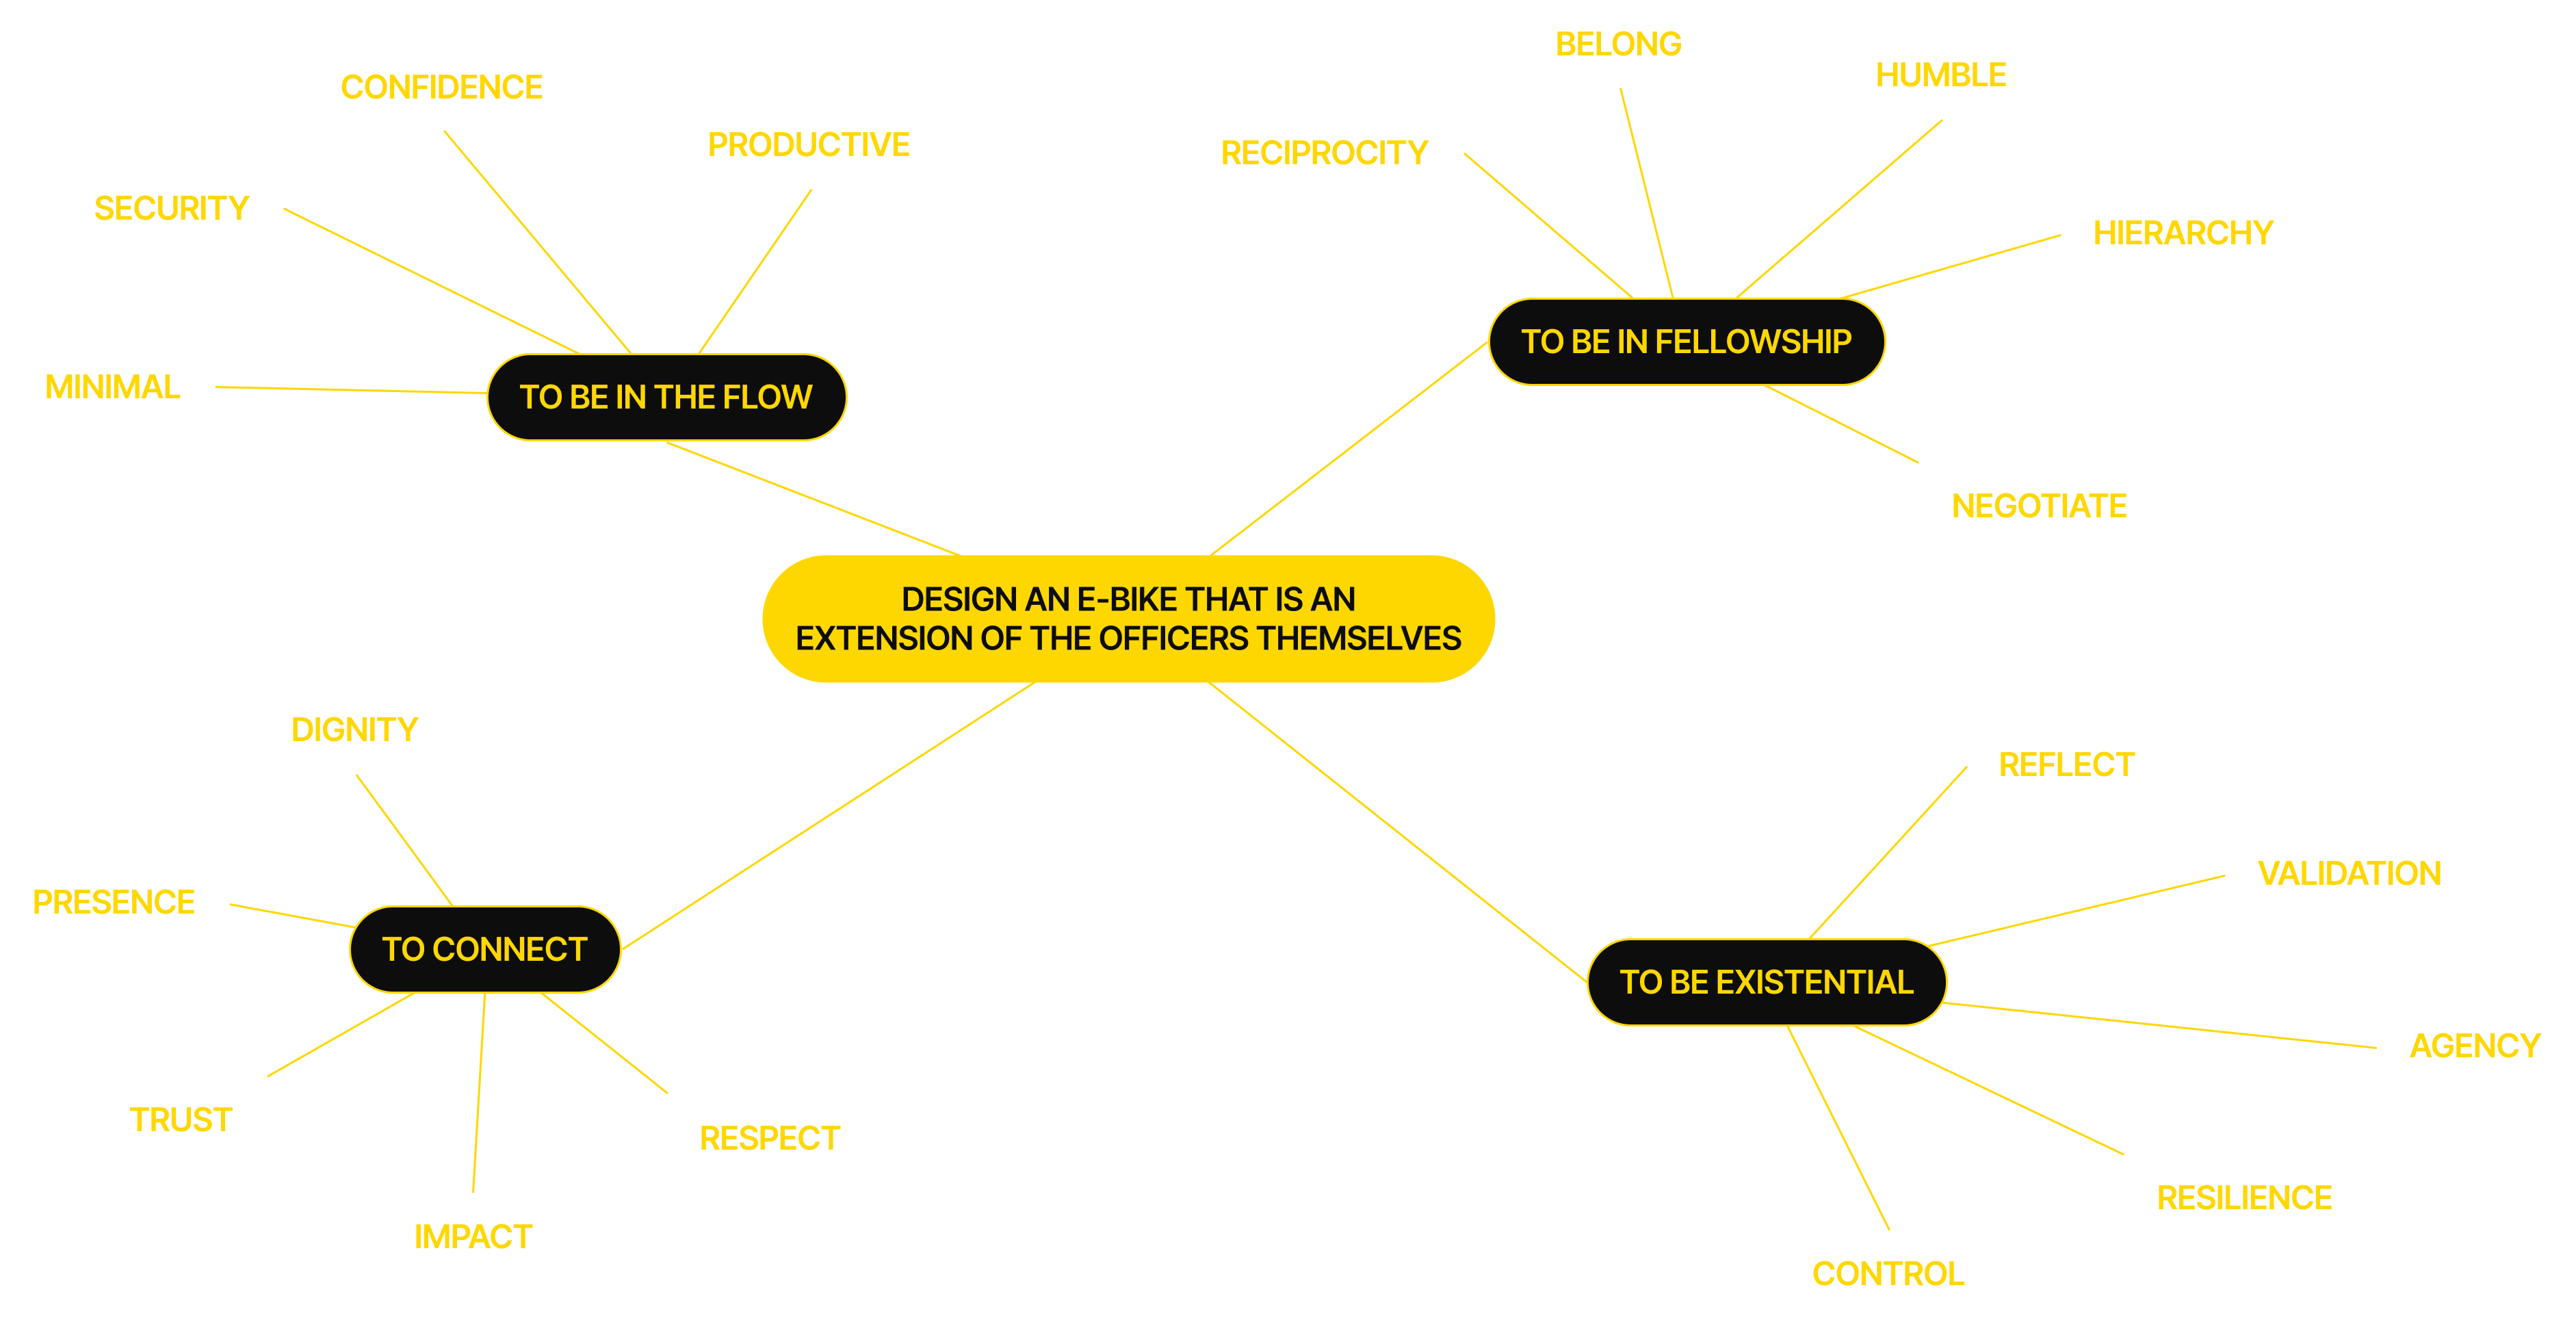 BELONG
HUMBLE
CONFIDENCE
PRODUCTIVE
RECIPROCITY
SECURITY
HIERARCHY
TO BE IN FELLOWSHIP
MINIMAL
TO BE IN THE FLOW
NEGOTIATE
DESIGN AN E-BIKE THAT IS AN
EXTENSION OF THE OFFICERS THEMSELVES
DIGNITY
REFLECT
VALIDATION
PRESENCE
TO CONNECT
TO BE EXISTENTIAL
AGENCY
TRUST
RESPECT
RESILIENCE
IMPACT
CONTROL